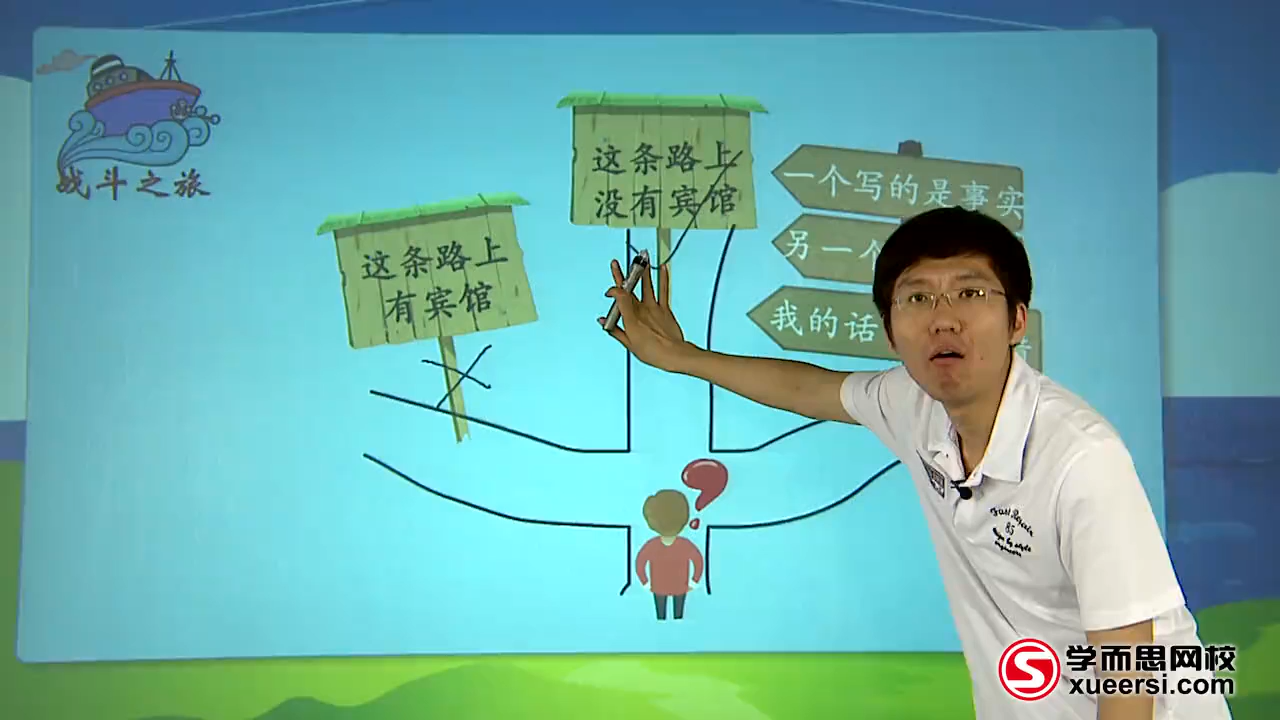 战斗之旅
这条路上
有宾馆
这条路上
没有宾馆
一个写的是事实
另一个
我的话
学而思网校
xueersi.com